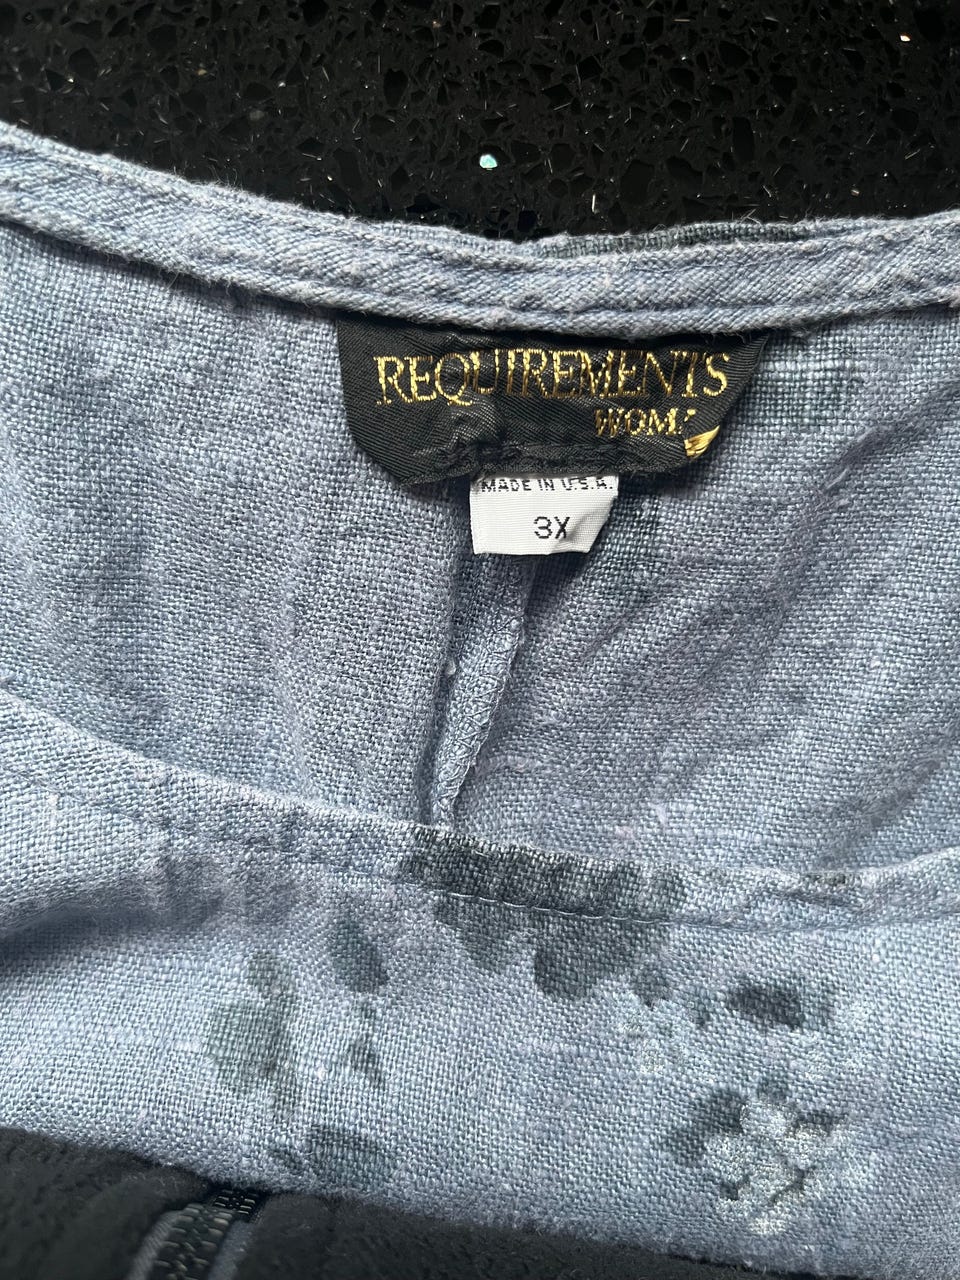 REQUIREMENTS
MADE IN U.S.A.
3X